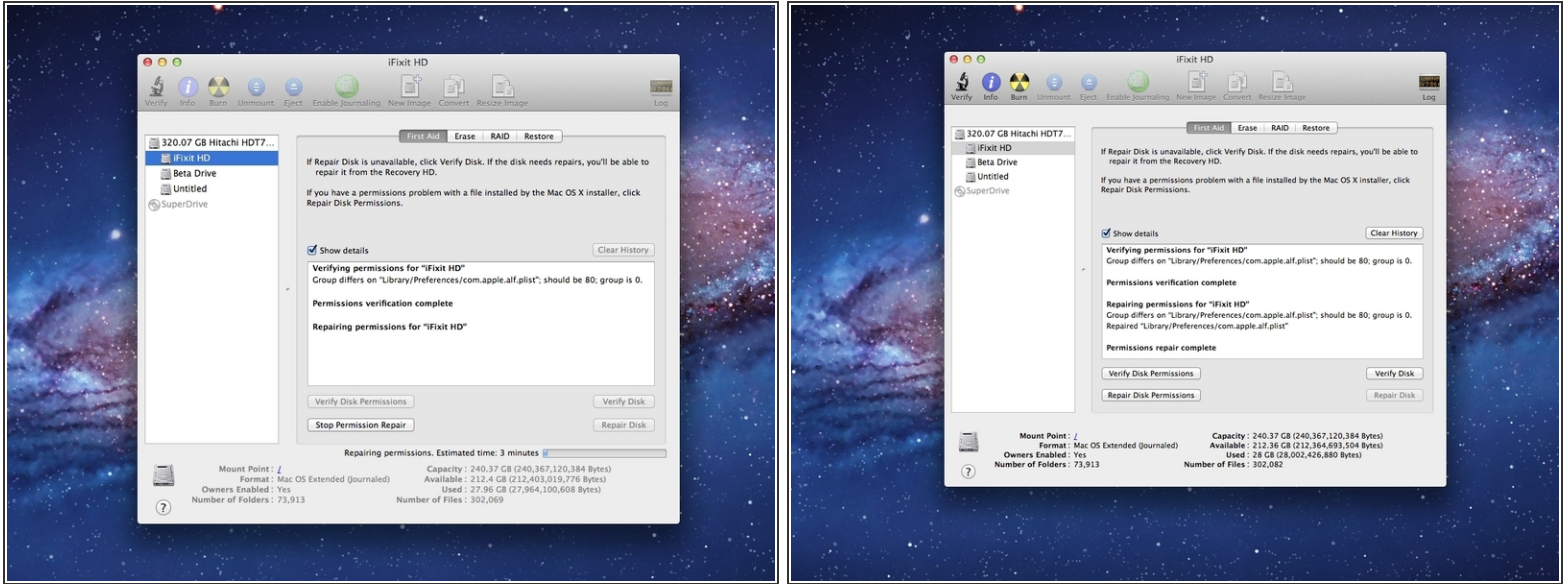 iFixit HD
Verify Info Burn Unmount Eject Enable Journaling New Image Convert Resize Image Log
320.07 GB Hitachi HDT7...
iFixit HD
Beta Drive
Untitled
SuperDrive
First Aid Erase RAID Restore
If Repair Disk is unavailable, click Verify Disk. If the disk needs repairs, you'll be able to
repair it from the Recovery HD.
If you have a permissions problem with a file installed by the Mac OS X installer, click
Repair Disk Permissions.
Show details Clear History
Verifying permissions for "iFixit HD"
Group differs on "Library/Preferences/com.apple.alf.plist"; should be 80; group is 0.
Permissions verification complete
Repairing permissions for "iFixit HD"
Verify Disk Permissions Verify Disk
Stop Permission Repair Repair Disk
Repairing permissions. Estimated time: 3 minutes
Mount Point : / Capacity : 240.37 GB (240,367,120,384 Bytes)
Format : Mac OS Extended (Journaled) Available : 212.4 GB (212,403,019,776 Bytes)
Owners Enabled : Yes Used : 27.96 GB (27,964,100,608 Bytes)
Number of Folders : 73,913 Number of Files : 302,069
?
iFixit HD
Verify Info Burn Unmount Eject Enable Journaling New Image Convert Resize Image Log
320.07 GB Hitachi HDT7...
iFixit HD
Beta Drive
Untitled
SuperDrive
First Aid Erase RAID Restore
If Repair Disk is unavailable, click Verify Disk. If the disk needs repairs, you'll be able to
repair it from the Recovery HD.
If you have a permissions problem with a file installed by the Mac OS X installer, click
Repair Disk Permissions.
Show details Clear History
Verifying permissions for "iFixit HD"
Group differs on "Library/Preferences/com.apple.alf.plist"; should be 80; group is 0.
Permissions verification complete
Repairing permissions for "iFixit HD"
Group differs on "Library/Preferences/com.apple.alf.plist"; should be 80; group is 0.
Repaired "Library/Preferences/com.apple.alf.plist"
Permissions repair complete
Verify Disk Permissions Verify Disk
Repair Disk Permissions Repair Disk
Mount Point : / Capacity : 240.37 GB (240,367,120,384 Bytes)
Format : Mac OS Extended (Journaled) Available : 212.36 GB (212,364,693,504 Bytes)
Owners Enabled : Yes Used : 28 GB (28,002,426,880 Bytes)
Number of Folders : 73,913 Number of Files : 302,082
?